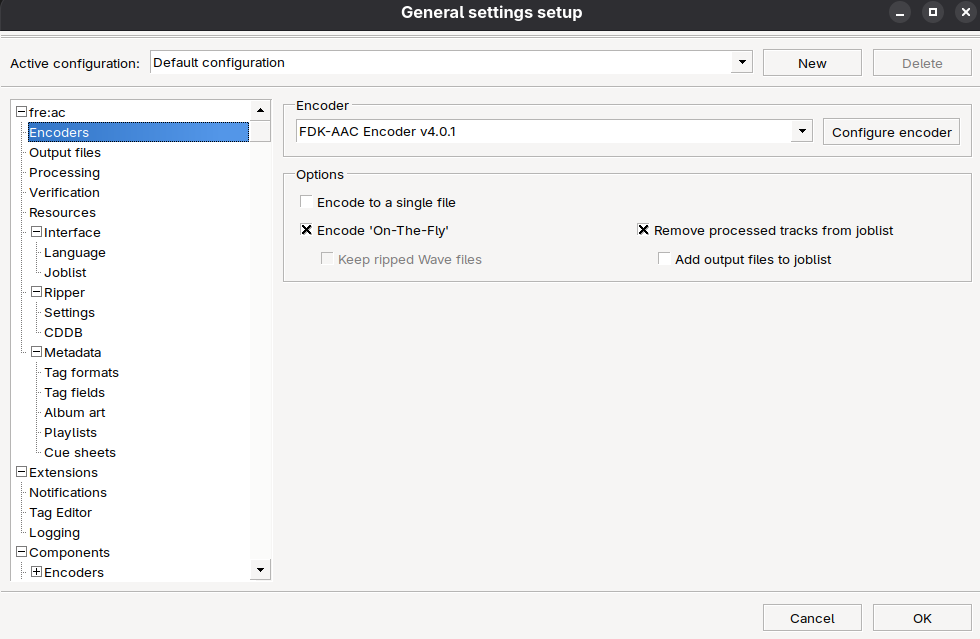 General settings setup
Active configuration: Default configuration New Delete
fre:ac
Encoders
Output files
Processing
Verification
Resources
Interface
Language
Joblist
Ripper
Settings
CDDB
Metadata
Tag formats
Tag fields
Album art
Playlists
Cue sheets
Extensions
Notifications
Tag Editor
Logging
Components
Encoders
Encoder
FDK-AAC Encoder v4.0.1 Configure encoder
Options
Encode to a single file
Encode 'On-The-Fly' Remove processed tracks from joblist
Keep ripped Wave files Add output files to joblist
Cancel OK